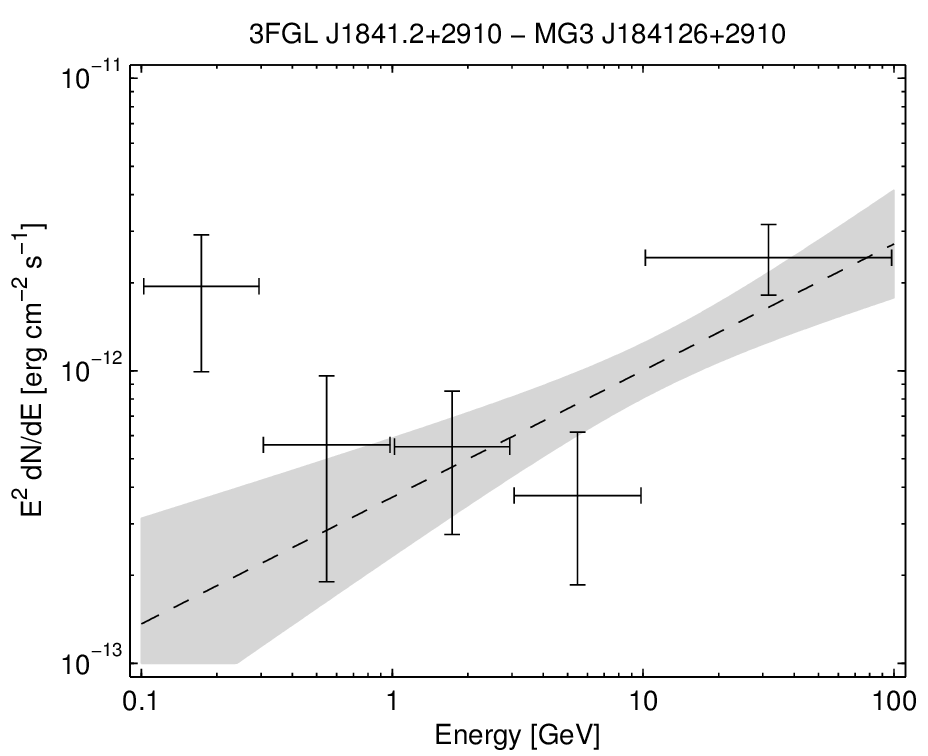 3FGL J1841.2+2910 − MG3 J184126+2910
E² dN/dE [erg cm⁻² s⁻¹]
10⁻¹¹
10⁻¹²
10⁻¹³
0.1 1 10 100
Energy [GeV]